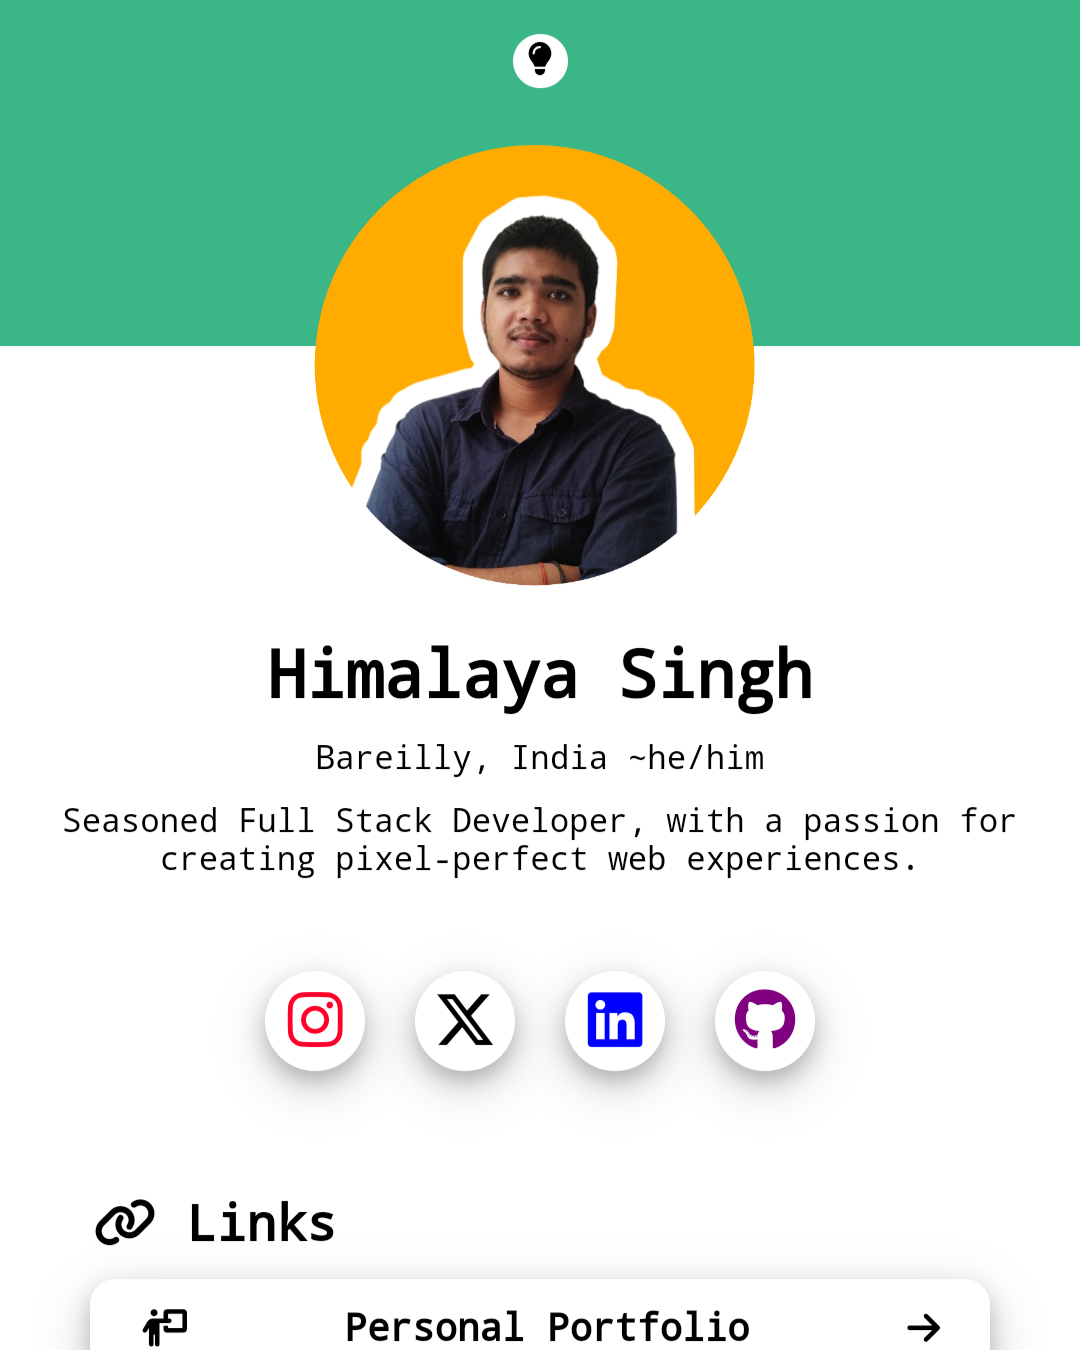 Himalaya Singh
Bareilly, India ~he/him
Seasoned Full Stack Developer, with a passion for
creating pixel-perfect web experiences.
Links
Personal Portfolio